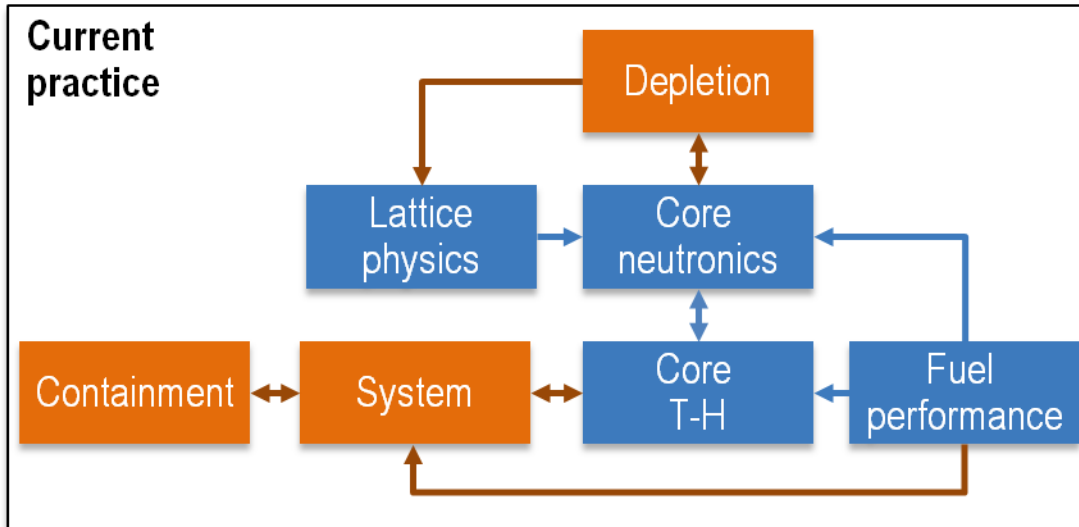 Current
practice
Depletion
Lattice
physics
Core
neutronics
Containment
System
Core
T-H
Fuel
performance